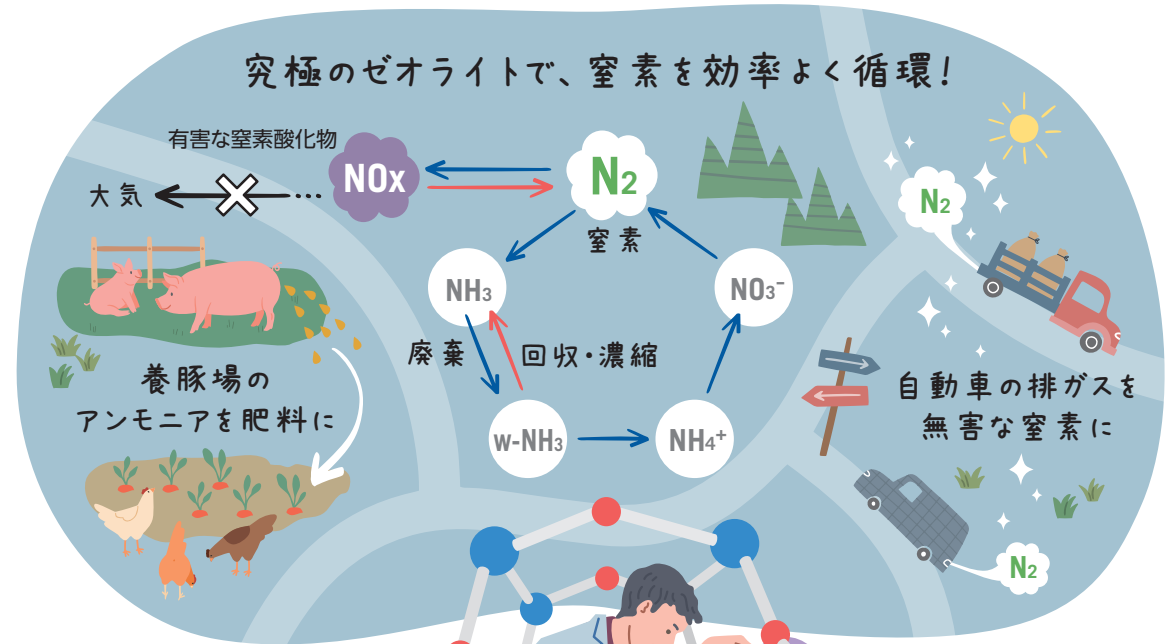 究極のゼオライトで、窒素を効率よく循環!
有害な窒素酸化物
大気
NOx
N2
窒素
NH3
NO3⁻
廃棄
回収・濃縮
w-NH3
NH4⁺
養豚場の
アンモニアを肥料に
N2
自動車の排ガスを
無害な窒素に
N2